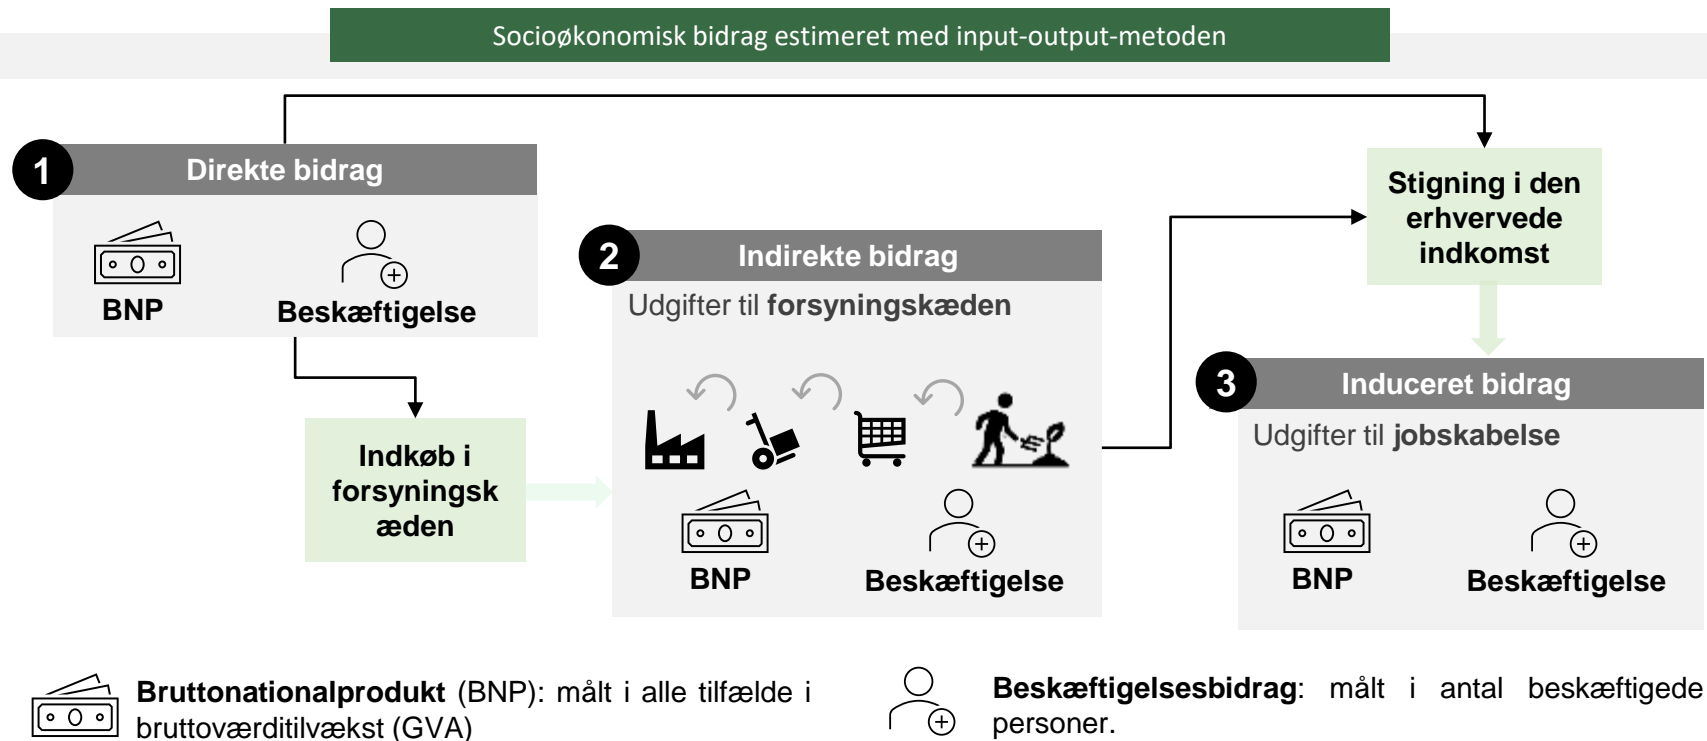 Socioøkonomisk bidrag estimeret med input-output-metoden
1
Direkte bidrag
BNP
Beskæftigelse
Indkøb i
forsyningsk
æden
2
Indirekte bidrag
Udgifter til forsyningskæden
BNP
Beskæftigelse
Stigning i den
erhvervede
indkomst
3
Induceret bidrag
Udgifter til jobskabelse
BNP
Beskæftigelse
Bruttonationalprodukt (BNP): målt i alle tilfælde i
bruttoværditilvækst (GVA)
Beskæftigelsesbidrag: målt i antal beskæftigede
personer.